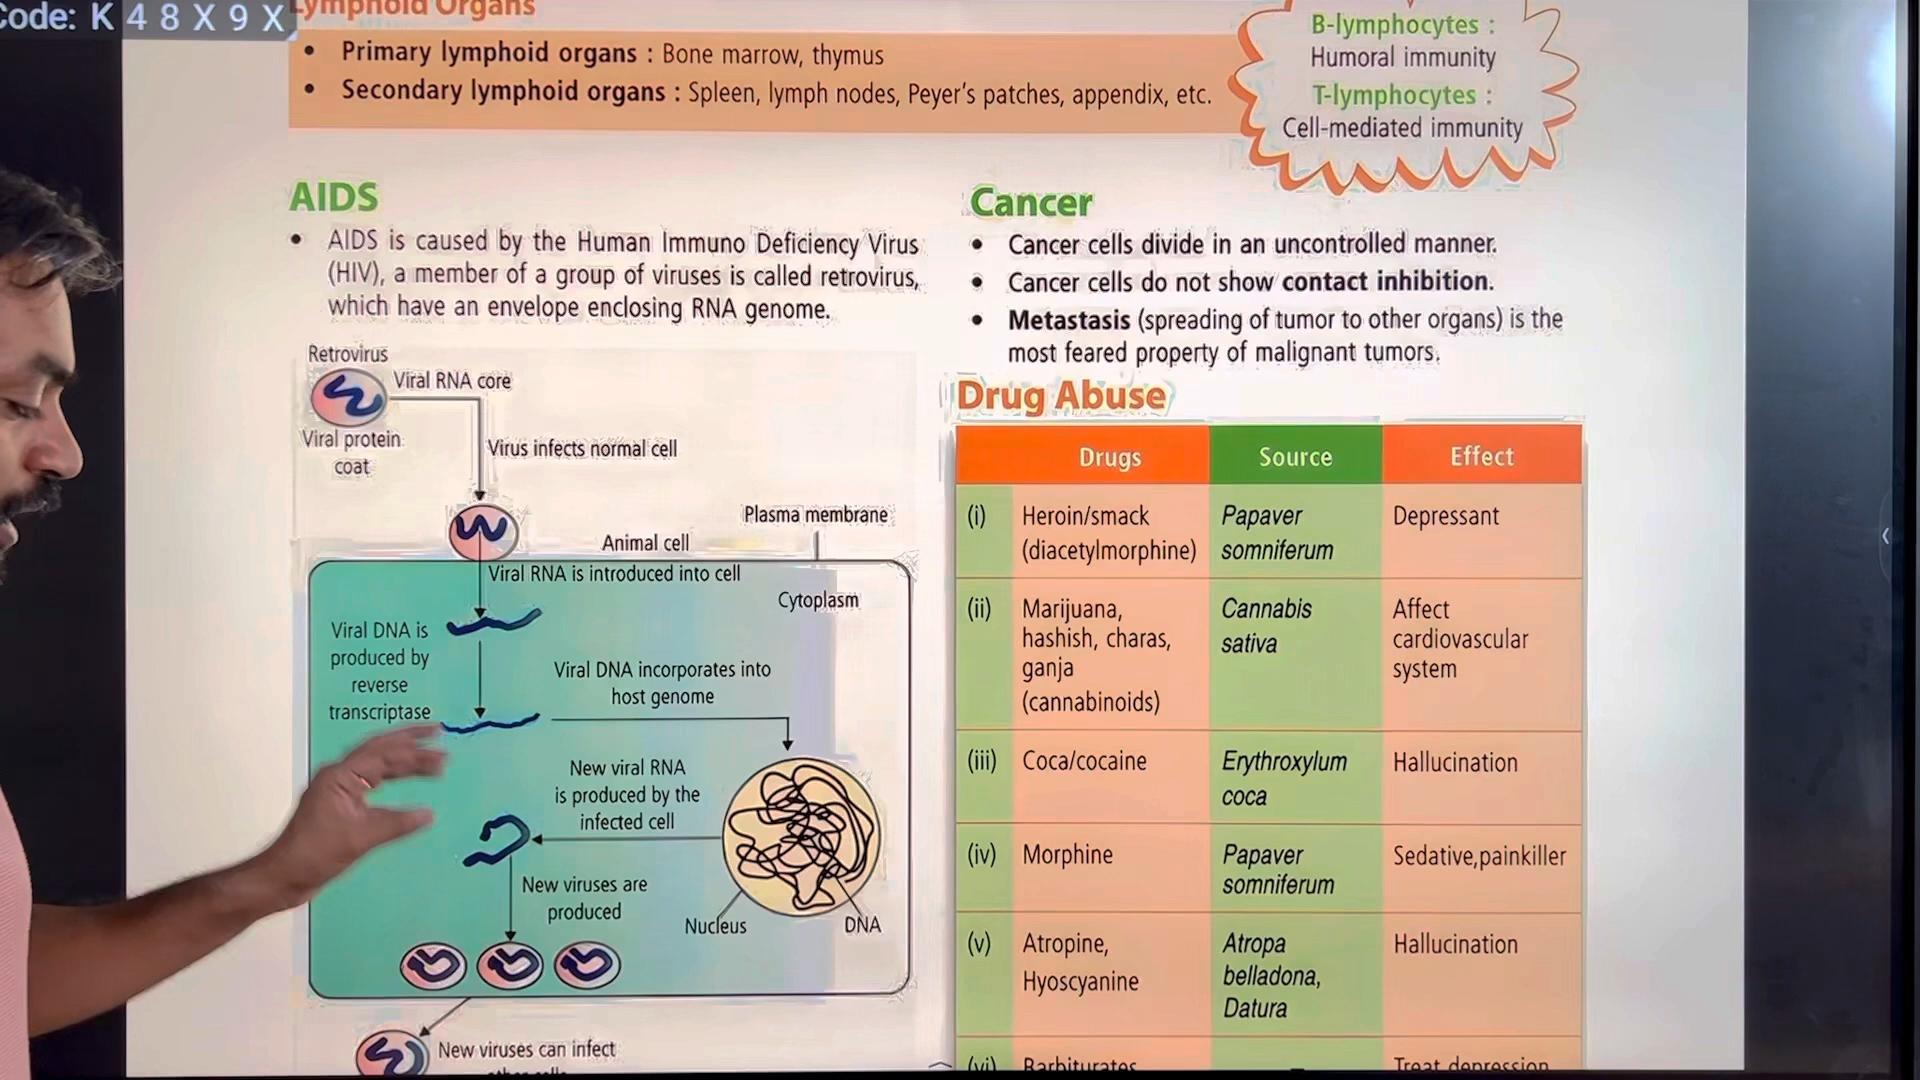 Code: K 4 8 X 9 X
Lymphoid Organs
• Primary lymphoid organs : Bone marrow, thymus
• Secondary lymphoid organs : Spleen, lymph nodes, Peyer's patches, appendix, etc.
B-lymphocytes :
Humoral immunity
T-lymphocytes :
Cell-mediated immunity
AIDS
• AIDS is caused by the Human Immuno Deficiency Virus
(HIV), a member of a group of viruses is called retrovirus,
which have an envelope enclosing RNA genome.
Retrovirus
Viral RNA core
Viral protein
coat
Virus infects normal cell
Plasma membrane
Animal cell
Viral RNA is introduced into cell
Cytoplasm
Viral DNA is
produced by
reverse
transcriptase
Viral DNA incorporates into
host genome
New viral RNA
is produced by the
infected cell
New viruses are
produced
Nucleus
DNA
New viruses can infect
other cells
Cancer
• Cancer cells divide in an uncontrolled manner.
• Cancer cells do not show contact inhibition.
• Metastasis (spreading of tumor to other organs) is the
most feared property of malignant tumors.
Drug Abuse
Drugs Source Effect
(i) Heroin/smack Papaver Depressant
(diacetylmorphine) somniferum
(ii) Marijuana, Cannabis Affect
hashish, charas, sativa cardiovascular
ganja system
(cannabinoids)
(iii) Coca/cocaine Erythroxylum Hallucination
coca
(iv) Morphine Papaver Sedative,painkiller
somniferum
(v) Atropine, Atropa Hallucination
Hyoscyanine belladona,
Datura
(vi) Barbiturates Treat depression